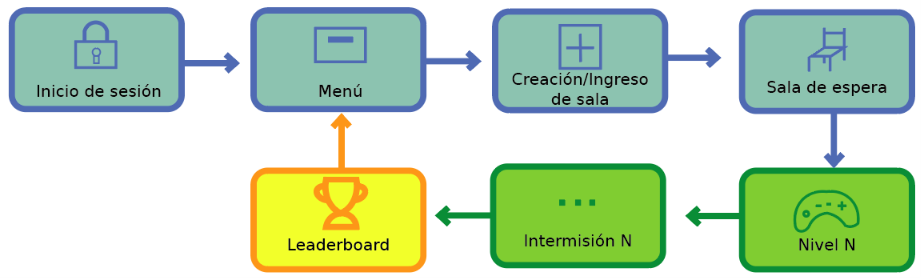 Inicio de sesión
Menú
Creación/Ingreso
de sala
Sala de espera
Leaderboard
Intermisión N
Nivel N